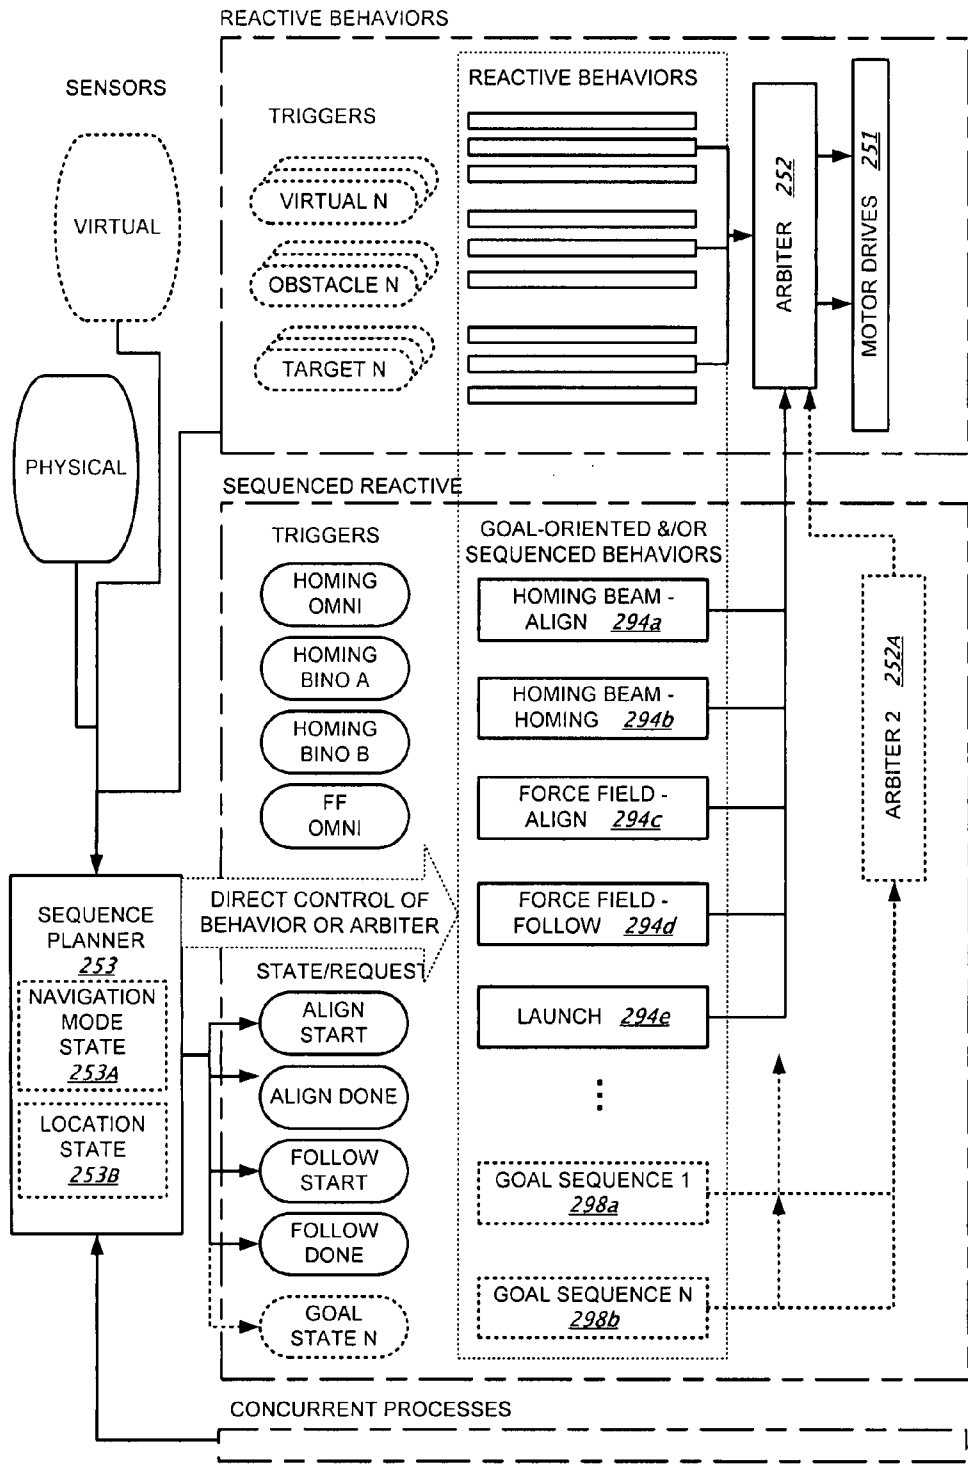 REACTIVE BEHAVIORS
SENSORS
VIRTUAL
PHYSICAL
TRIGGERS
VIRTUAL N
OBSTACLE N
TARGET N
REACTIVE BEHAVIORS
ARBITER 252
MOTOR DRIVES 251
SEQUENCED REACTIVE
TRIGGERS
HOMING
OMNI
HOMING
BINO A
HOMING
BINO B
FF
OMNI
GOAL-ORIENTED &/OR
SEQUENCED BEHAVIORS
HOMING BEAM -
ALIGN 294a
HOMING BEAM -
HOMING 294b
FORCE FIELD -
ALIGN 294c
FORCE FIELD -
FOLLOW 294d
LAUNCH 294e
ARBITER 2 252A
DIRECT CONTROL OF
BEHAVIOR OR ARBITER
SEQUENCE
PLANNER
253
NAVIGATION
MODE
STATE
253A
LOCATION
STATE
253B
STATE/REQUEST
ALIGN
START
ALIGN DONE
FOLLOW
START
FOLLOW
DONE
GOAL
STATE N
GOAL SEQUENCE 1
298a
GOAL SEQUENCE N
298b
CONCURRENT PROCESSES